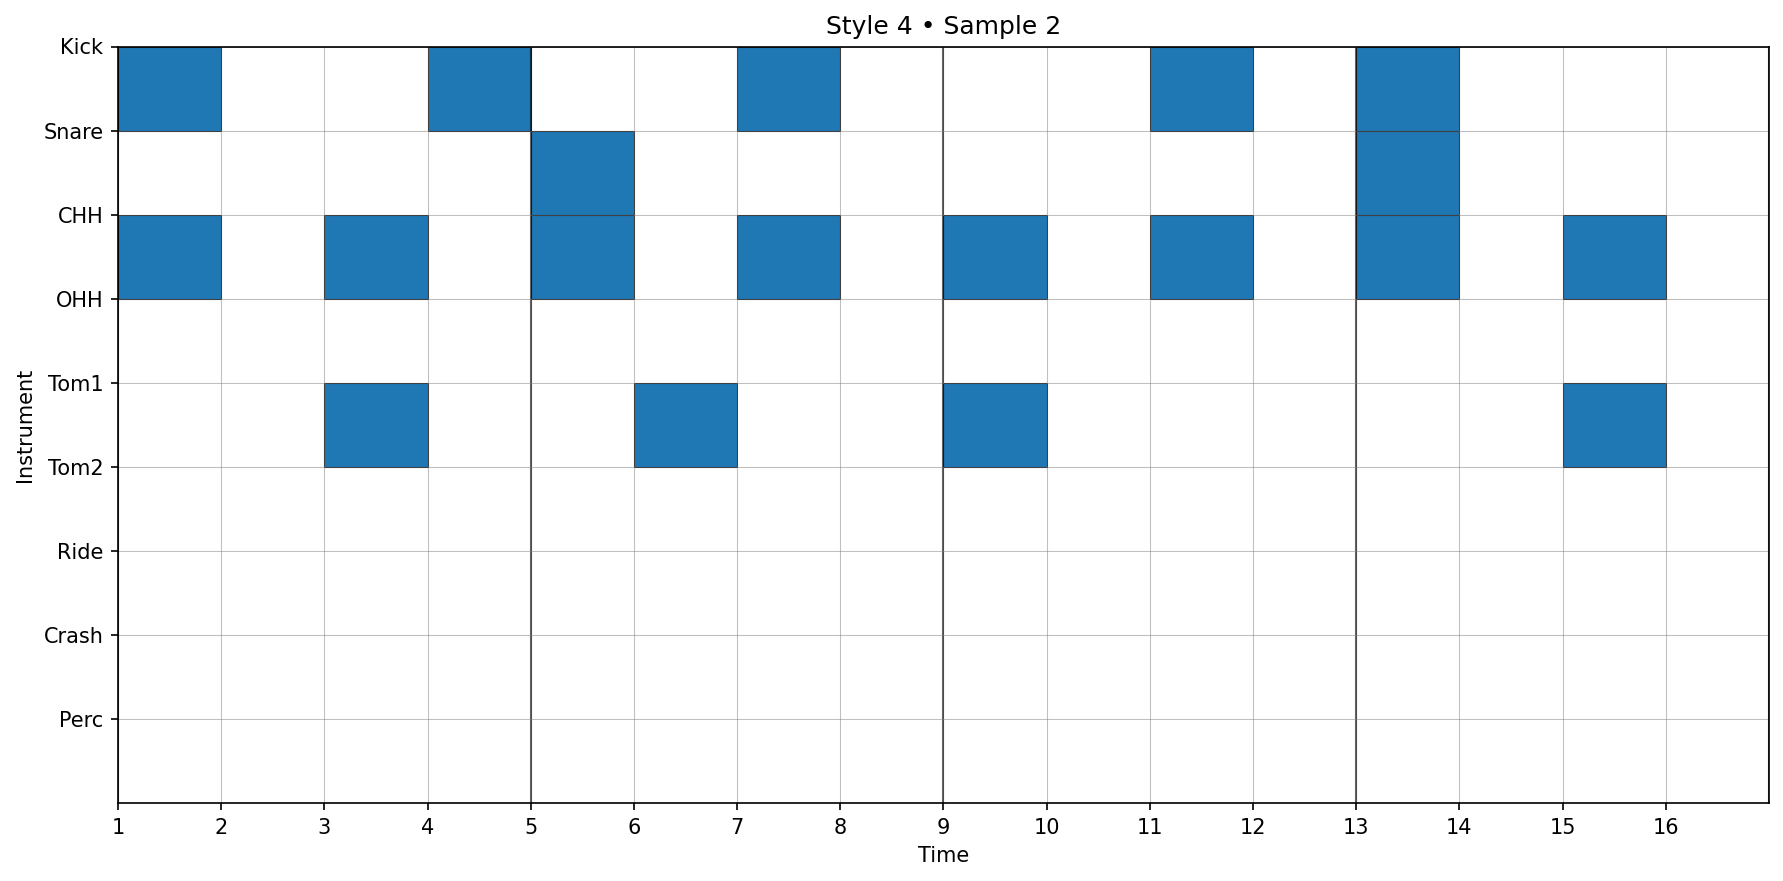 Style 4 • Sample 2
Kick
Snare
CHH
OHH
Tom1
Tom2
Ride
Crash
Perc
Instrument
1 2 3 4 5 6 7 8 9 10 11 12 13 14 15 16
Time